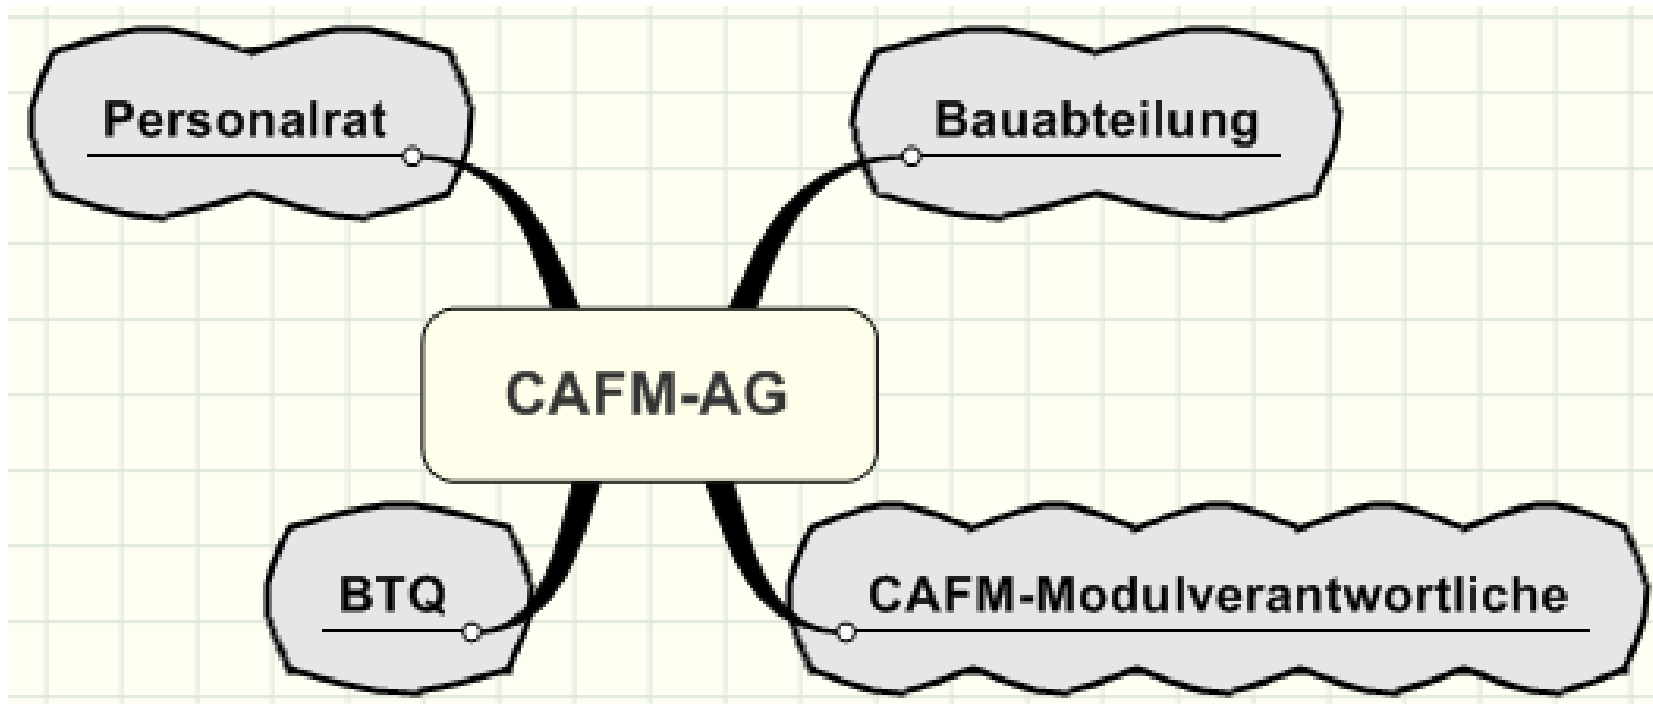 Personalrat
Bauabteilung
CAFM-AG
BTQ
CAFM-Modulverantwortliche